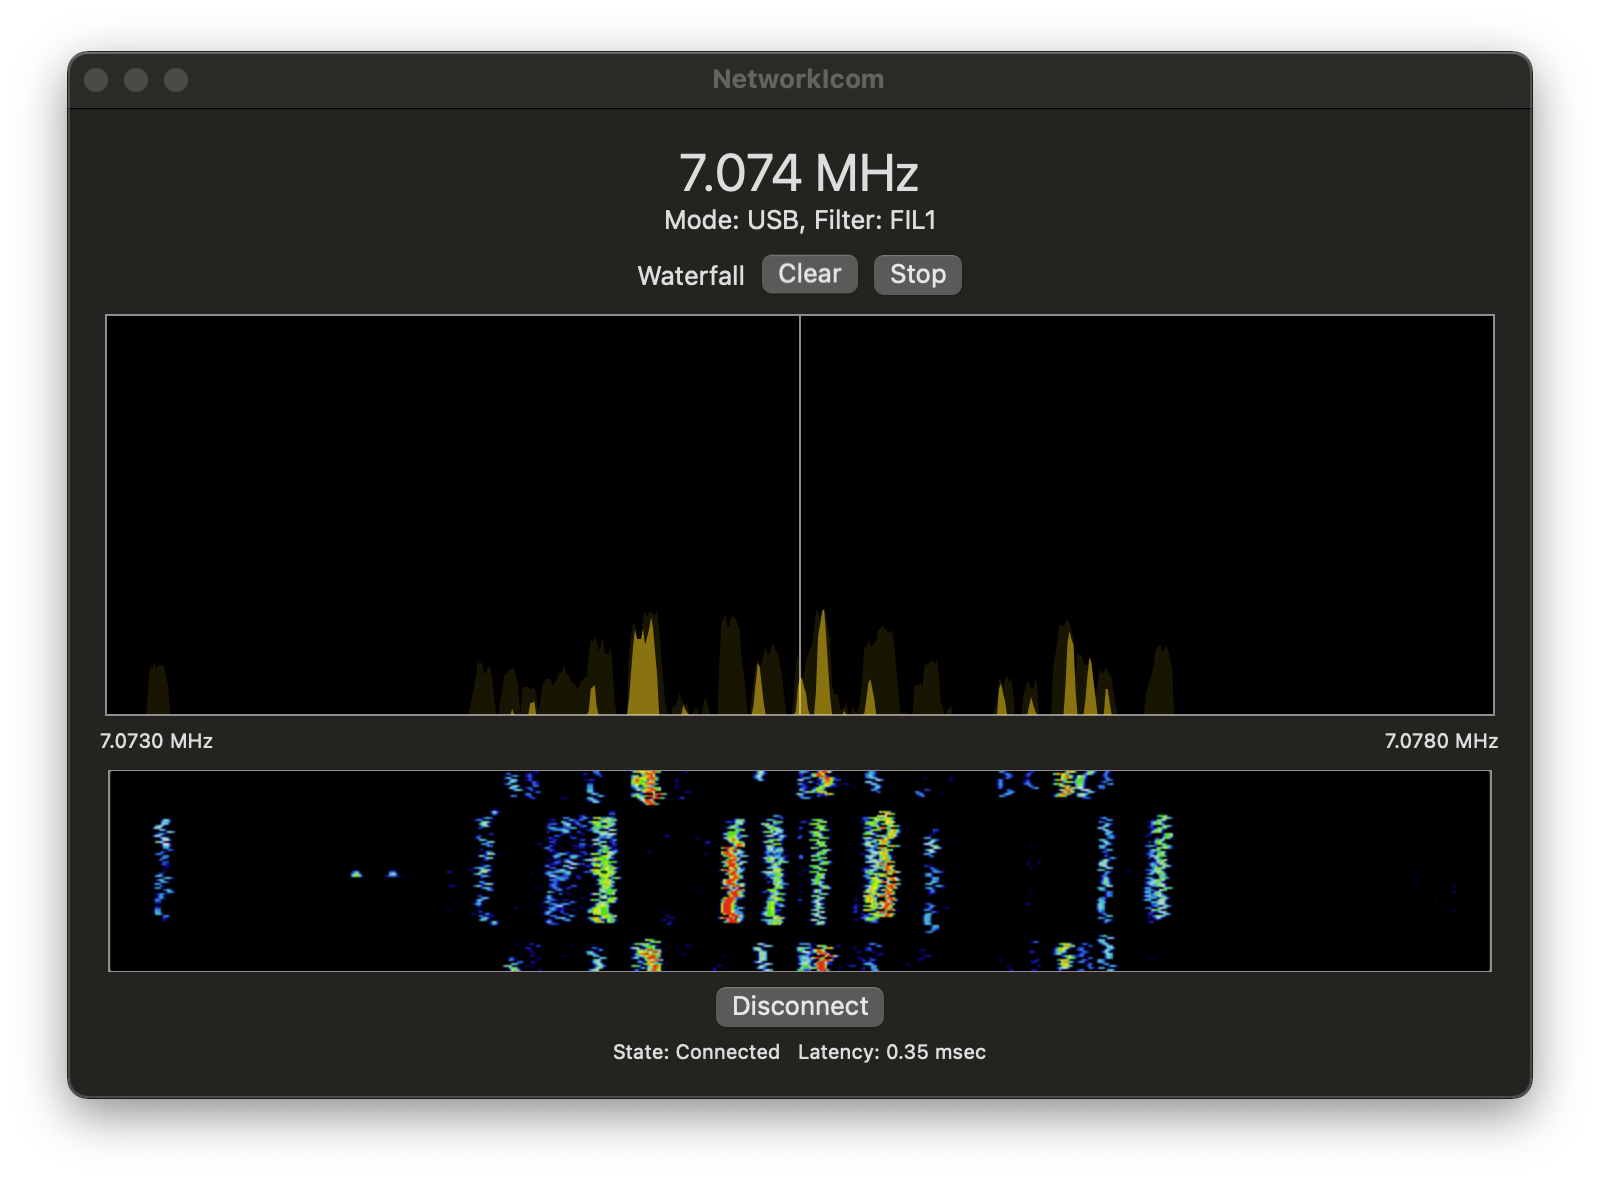 NetworkIcom
7.074 MHz
Mode: USB, Filter: FIL1
Waterfall Clear Stop
7.0730 MHz 7.0780 MHz
Disconnect
State: Connected Latency: 0.35 msec